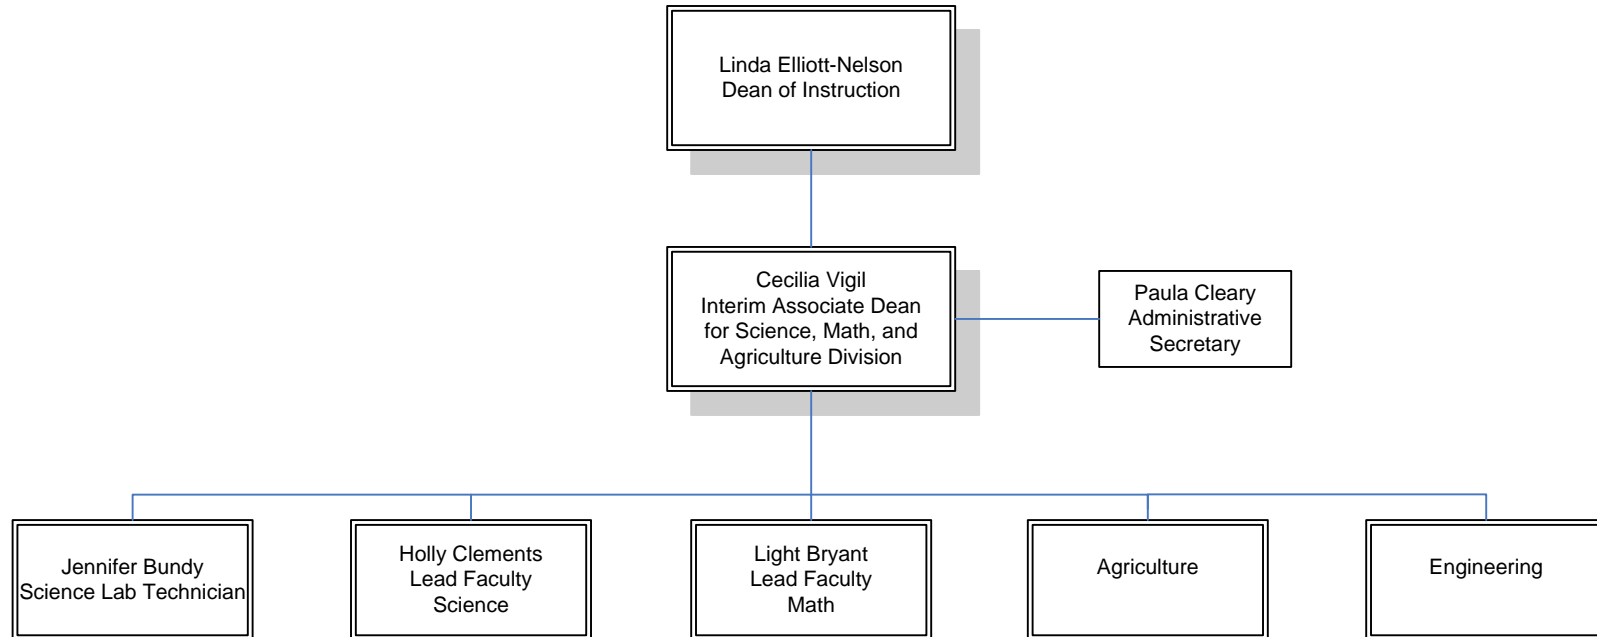 Linda Elliott-Nelson
Dean of Instruction
Cecilia Vigil
Interim Associate Dean
for Science, Math, and
Agriculture Division
Paula Cleary
Administrative
Secretary
Jennifer Bundy
Science Lab Technician
Holly Clements
Lead Faculty
Science
Light Bryant
Lead Faculty
Math
Agriculture
Engineering